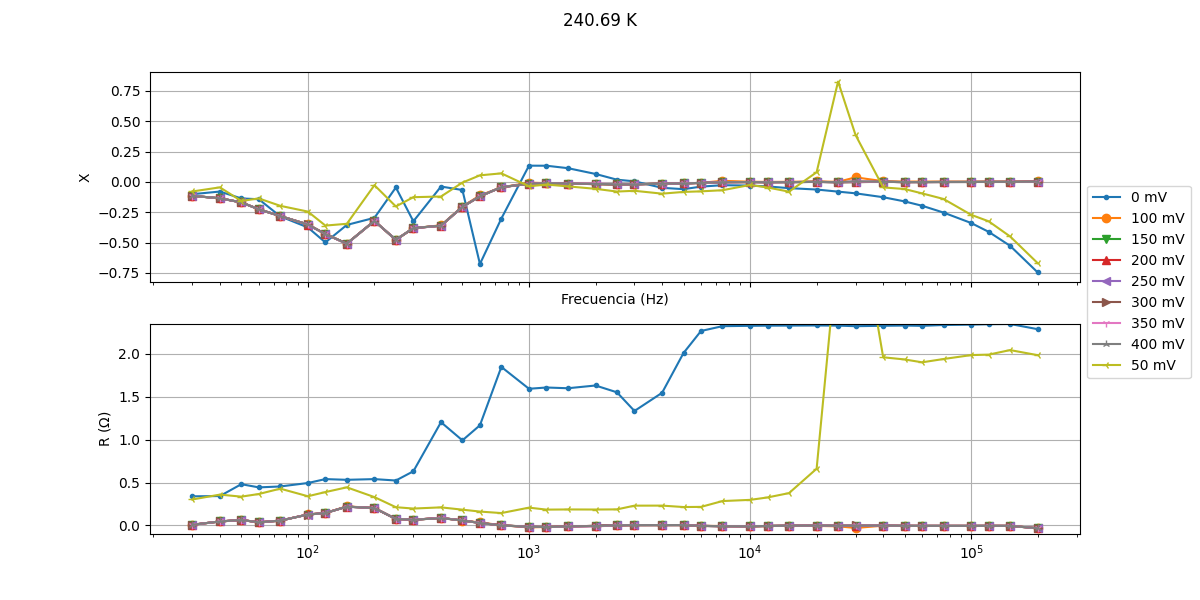 240.69 K
X
0.75
0.50
0.25
0.00
−0.25
−0.50
−0.75
Frecuencia (Hz)
R (Ω)
2.0
1.5
1.0
0.5
0.0
10²
10³
10⁴
10⁵
0 mV
100 mV
150 mV
200 mV
250 mV
300 mV
350 mV
400 mV
50 mV